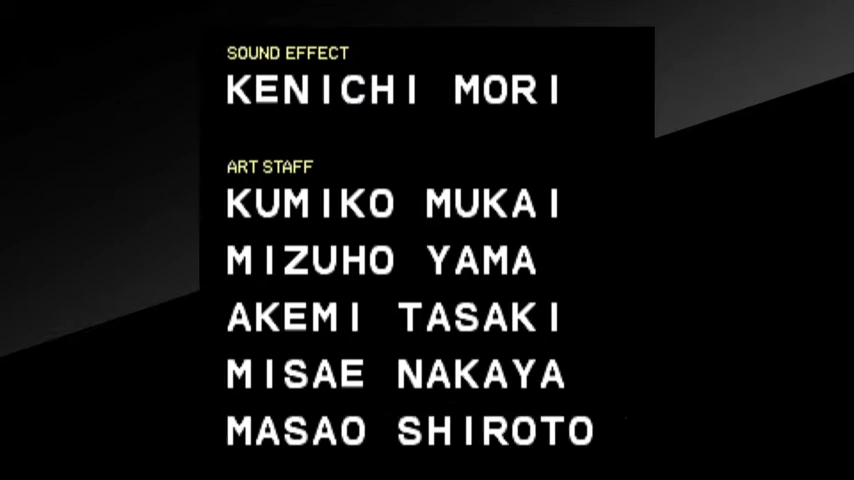 SOUND EFFECT
KENICHI MORI
ART STAFF
KUMIKO MUKAI
MIZUHO YAMA
AKEMI TASAKI
MISAE NAKAYA
MASAO SHIROTO